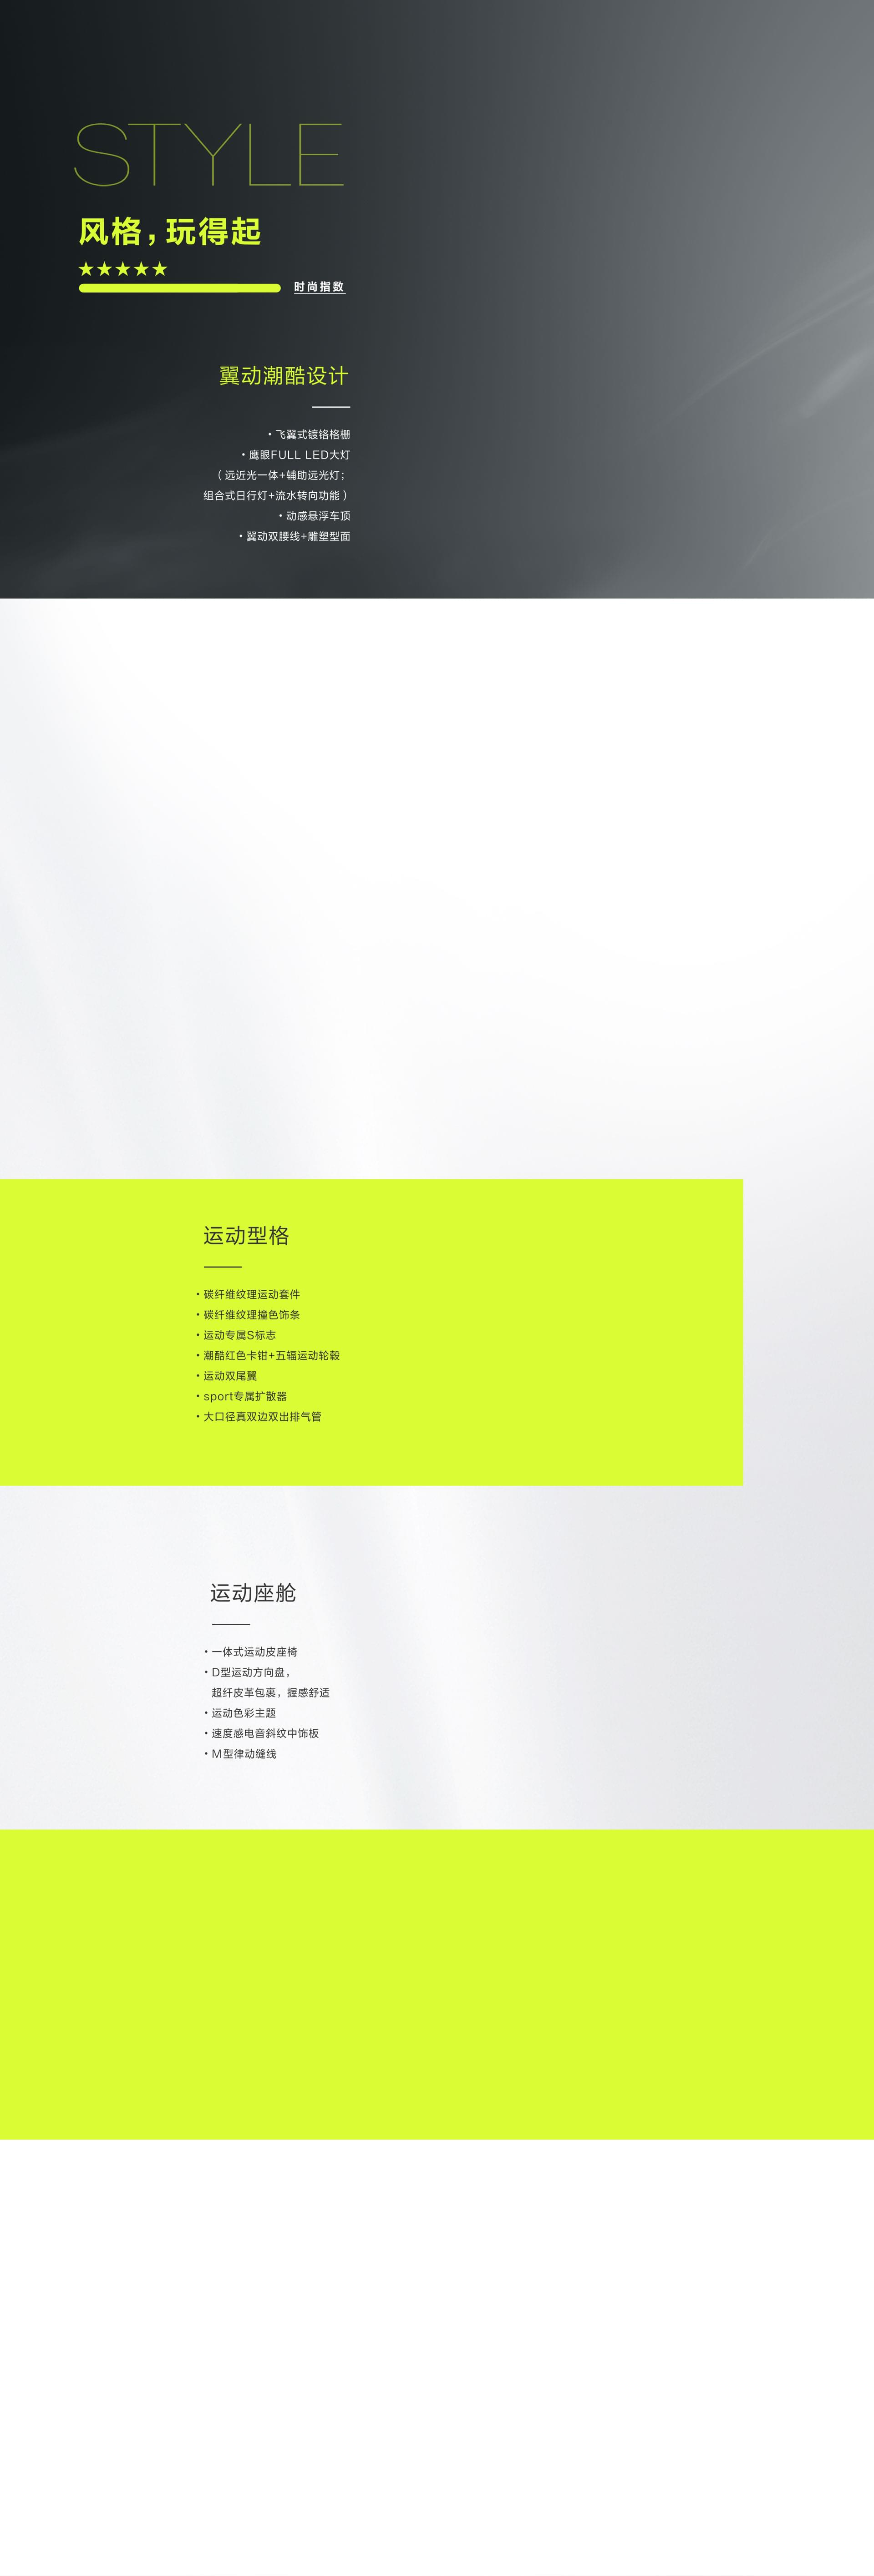 STYLE
风格，玩得起
★★★★★
时尚指数
翼动潮酷设计
• 飞翼式镀铬格栅
• 鹰眼FULL LED大灯
（ 远近光一体+辅助远光灯；
组合式日行灯+流水转向功能 ）
• 动感悬浮车顶
• 翼动双腰线+雕塑型面
运动型格
• 碳纤维纹理运动套件
• 碳纤维纹理撞色饰条
• 运动专属S标志
• 潮酷红色卡钳+五辐运动轮毂
• 运动双尾翼
• sport专属扩散器
• 大口径真双边双出排气管
运动座舱
• 一体式运动皮座椅
• D型运动方向盘，
超纤皮革包裹，握感舒适
• 运动色彩主题
• 速度感电音斜纹中饰板
• M型律动缝线